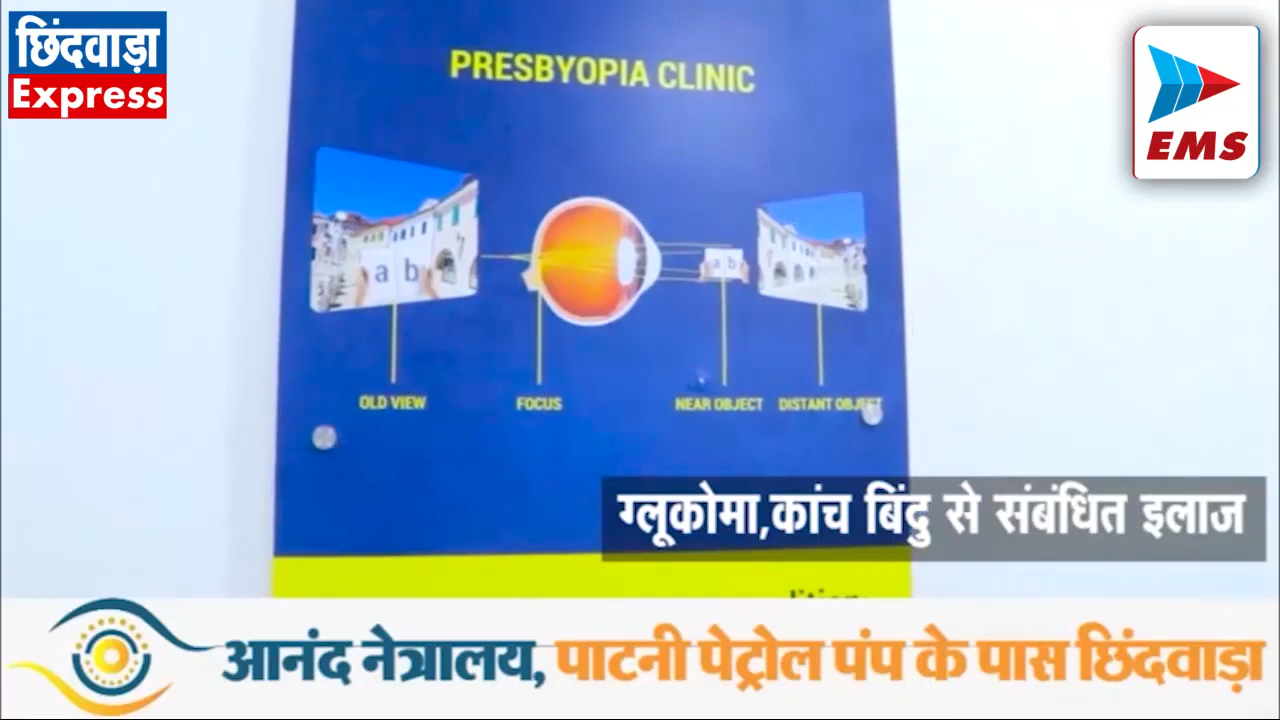 छिंदवाड़ा
Express
EMS
PRESBYOPIA CLINIC
a b
a b
OLD VIEW
FOCUS
NEAR OBJECT
DISTANT OBJECT
ग्लूकोमा,कांच बिंदु से संबंधित इलाज
आनंद नेत्रालय, पाटनी पेट्रोल पंप के पास छिंदवाड़ा